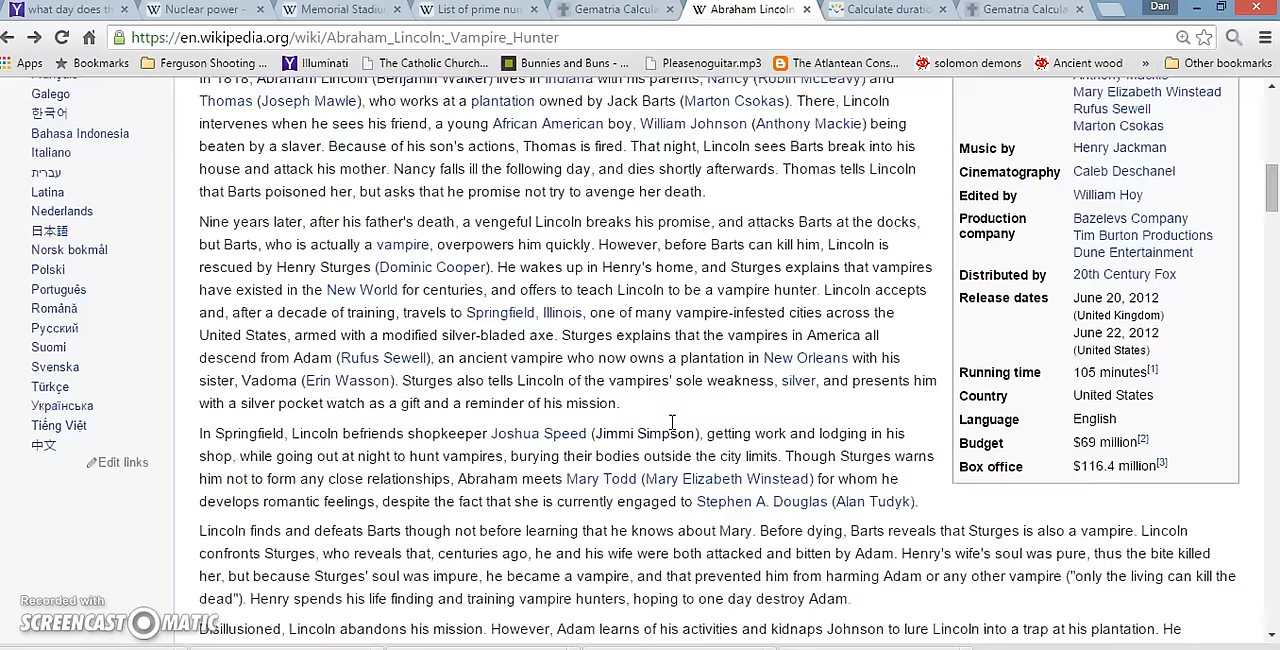 what day does th
Nuclear power -
Memorial Stadiu
List of prime nur
Gematria Calcula
Abraham Lincoln
Calculate duratio
Gematria Calcula
Dan
https://en.wikipedia.org/wiki/Abraham_Lincoln:_Vampire_Hunter
Apps
Bookmarks
Ferguson Shooting ...
Illuminati
The Catholic Church...
Bunnies and Buns - ...
Pleasenguitar.mp3
The Atlantean Cons...
solomon demons
Ancient wood
»
Other bookmarks
Français
Galego
한국어
Bahasa Indonesia
Italiano
עברית
Latina
Nederlands
日本語
Norsk bokmål
Polski
Português
Română
Русский
Suomi
Svenska
Türkçe
Українська
Tiếng Việt
中文
Edit links
In 1818, Abraham Lincoln (Benjamin Walker) lives in Indiana with his parents, Nancy (Robin McLeavy) and
Thomas (Joseph Mawle), who works at a plantation owned by Jack Barts (Marton Csokas). There, Lincoln
intervenes when he sees his friend, a young African American boy, William Johnson (Anthony Mackie) being
beaten by a slaver. Because of his son's actions, Thomas is fired. That night, Lincoln sees Barts break into his
house and attack his mother. Nancy falls ill the following day, and dies shortly afterwards. Thomas tells Lincoln
that Barts poisoned her, but asks that he promise not try to avenge her death.
Nine years later, after his father's death, a vengeful Lincoln breaks his promise, and attacks Barts at the docks,
but Barts, who is actually a vampire, overpowers him quickly. However, before Barts can kill him, Lincoln is
rescued by Henry Sturges (Dominic Cooper). He wakes up in Henry's home, and Sturges explains that vampires
have existed in the New World for centuries, and offers to teach Lincoln to be a vampire hunter. Lincoln accepts
and, after a decade of training, travels to Springfield, Illinois, one of many vampire-infested cities across the
United States, armed with a modified silver-bladed axe. Sturges explains that the vampires in America all
descend from Adam (Rufus Sewell), an ancient vampire who now owns a plantation in New Orleans with his
sister, Vadoma (Erin Wasson). Sturges also tells Lincoln of the vampires' sole weakness, silver, and presents him
with a silver pocket watch as a gift and a reminder of his mission.
In Springfield, Lincoln befriends shopkeeper Joshua Speed (Jimmi Simpson), getting work and lodging in his
shop, while going out at night to hunt vampires, burying their bodies outside the city limits. Though Sturges warns
him not to form any close relationships, Abraham meets Mary Todd (Mary Elizabeth Winstead) for whom he
develops romantic feelings, despite the fact that she is currently engaged to Stephen A. Douglas (Alan Tudyk).
Lincoln finds and defeats Barts though not before learning that he knows about Mary. Before dying, Barts reveals that Sturges is also a vampire. Lincoln
confronts Sturges, who reveals that, centuries ago, he and his wife were both attacked and bitten by Adam. Henry's wife's soul was pure, thus the bite killed
her, but because Sturges' soul was impure, he became a vampire, and that prevented him from harming Adam or any other vampire ("only the living can kill the
dead"). Henry spends his life finding and training vampire hunters, hoping to one day destroy Adam.
Disillusioned, Lincoln abandons his mission. However, Adam learns of his activities and kidnaps Johnson to lure Lincoln into a trap at his plantation. He
Anthony Mackie
Mary Elizabeth Winstead
Rufus Sewell
Marton Csokas
Music by Henry Jackman
Cinematography Caleb Deschanel
Edited by William Hoy
Production company
Bazelevs Company
Tim Burton Productions
Dune Entertainment
Distributed by 20th Century Fox
Release dates June 20, 2012
(United Kingdom)
June 22, 2012
(United States)
Running time 105 minutes[1]
Country United States
Language English
Budget $69 million[2]
Box office $116.4 million[3]
Recorded with
SCREENCAST MATIC